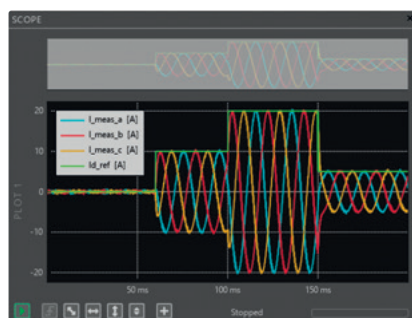 SCOPE
I_meas_a [A]
I_meas_b [A]
I_meas_c [A]
Id_ref [A]
PLOT 1
20
10
0
-10
-20
50 ms
100 ms
150 ms
Stopped